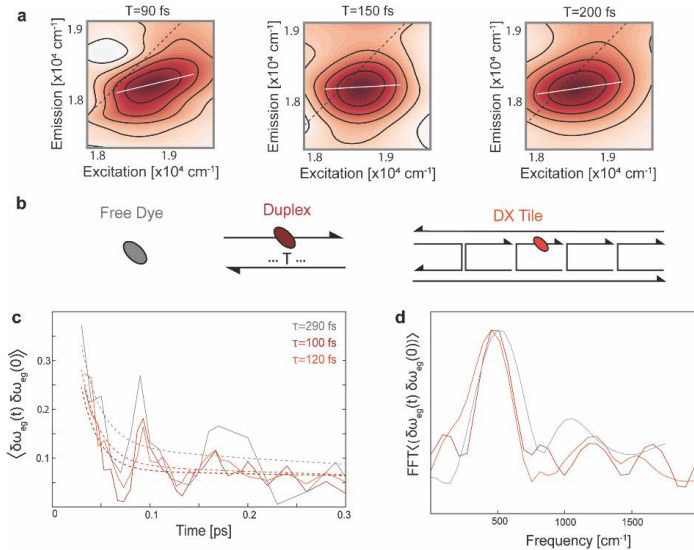 a
T=90 fs
T=150 fs
T=200 fs
Emission [x10⁴ cm⁻¹]
1.9
1.8
1.8
1.9
Excitation [x10⁴ cm⁻¹]
Emission [x10⁴ cm⁻¹]
1.9
1.8
1.8
1.9
Excitation [x10⁴ cm⁻¹]
Emission [x10⁴ cm⁻¹]
1.9
1.8
1.8
1.9
Excitation [x10⁴ cm⁻¹]
b
Free Dye
Duplex
DX Tile
... T ...
c
τ=290 fs
τ=100 fs
τ=120 fs
⟨δω_eg(t) δω_eg(0)⟩
0.3
0.2
0.1
0
0.1
0.2
0.3
Time [ps]
d
FFT⟨(δω_eg(t) δω_eg(0))⟩
500
1000
1500
Frequency [cm⁻¹]